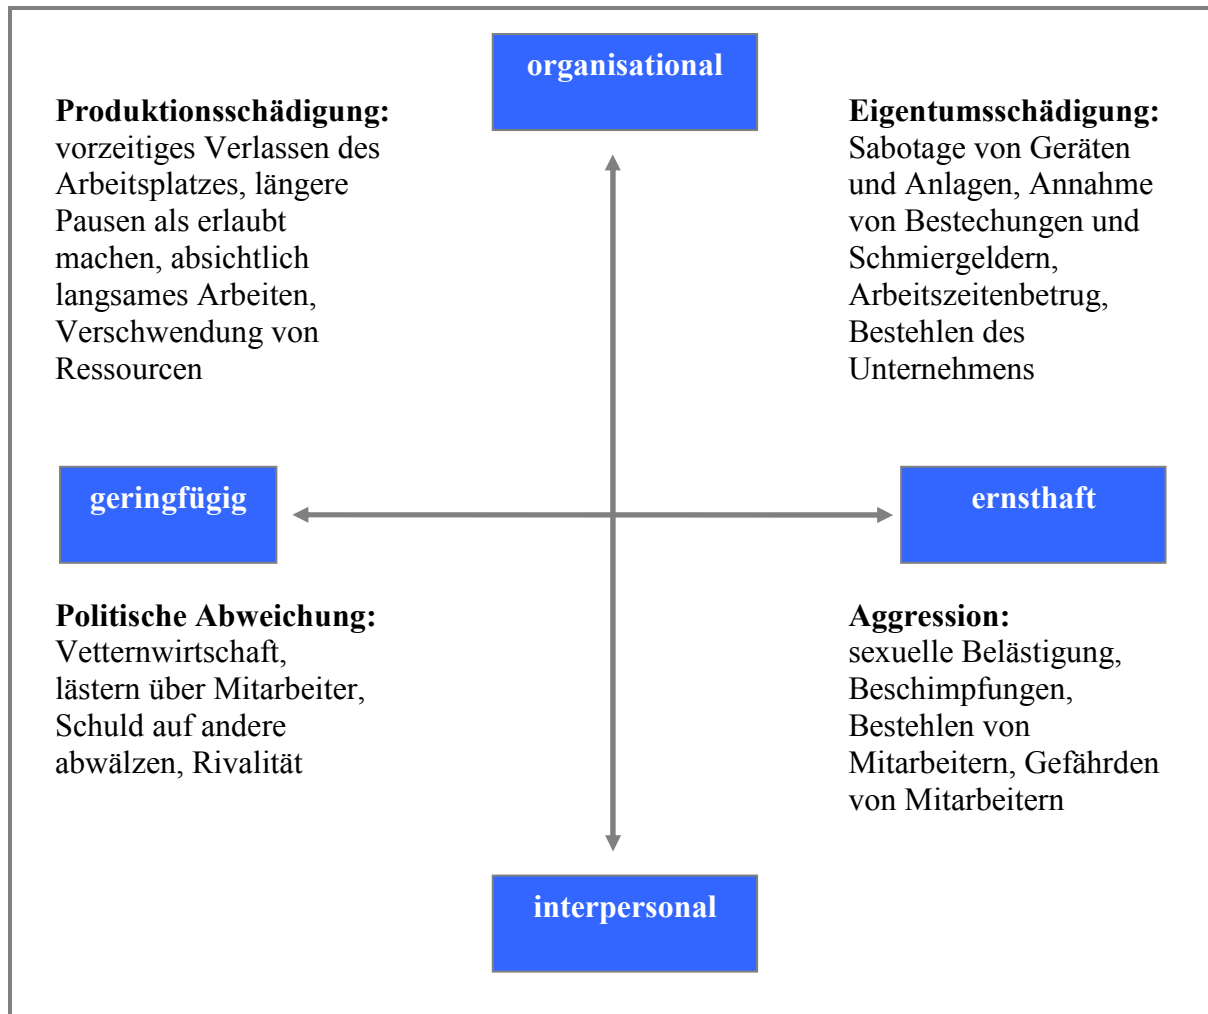 organisational
Produktionsschädigung:
vorzeitiges Verlassen des
Arbeitsplatzes, längere
Pausen als erlaubt
machen, absichtlich
langsames Arbeiten,
Verschwendung von
Ressourcen
Eigentumsschädigung:
Sabotage von Geräten
und Anlagen, Annahme
von Bestechungen und
Schmiergeldern,
Arbeitszeitenbetrug,
Bestehlen des
Unternehmens
geringfügig
ernsthaft
Politische Abweichung:
Vetternwirtschaft,
lästern über Mitarbeiter,
Schuld auf andere
abwälzen, Rivalität
Aggression:
sexuelle Belästigung,
Beschimpfungen,
Bestehlen von
Mitarbeitern, Gefährden
von Mitarbeitern
interpersonal